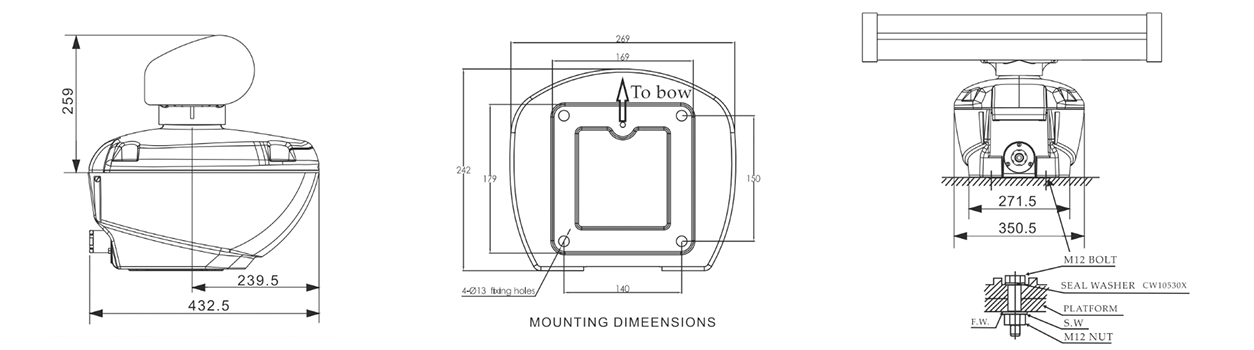 259
239.5
432.5
269
169
To bow
242
179
150
4-Ø13 fixing holes
140
MOUNTING DIMEENSIONS
271.5
350.5
M12 BOLT
SEAL WASHER CW10530X
PLATFORM
F.W.
S.W
M12 NUT